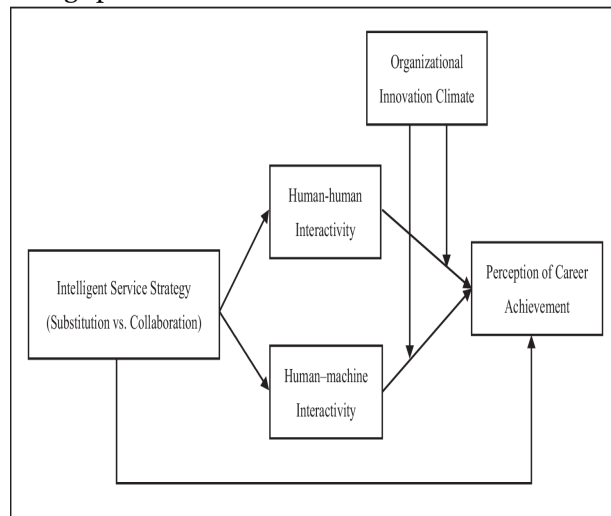 Organizational
Innovation Climate
Human-human
Interactivity
Intelligent Service Strategy
(Substitution vs. Collaboration)
Perception of Career
Achievement
Human–machine
Interactivity